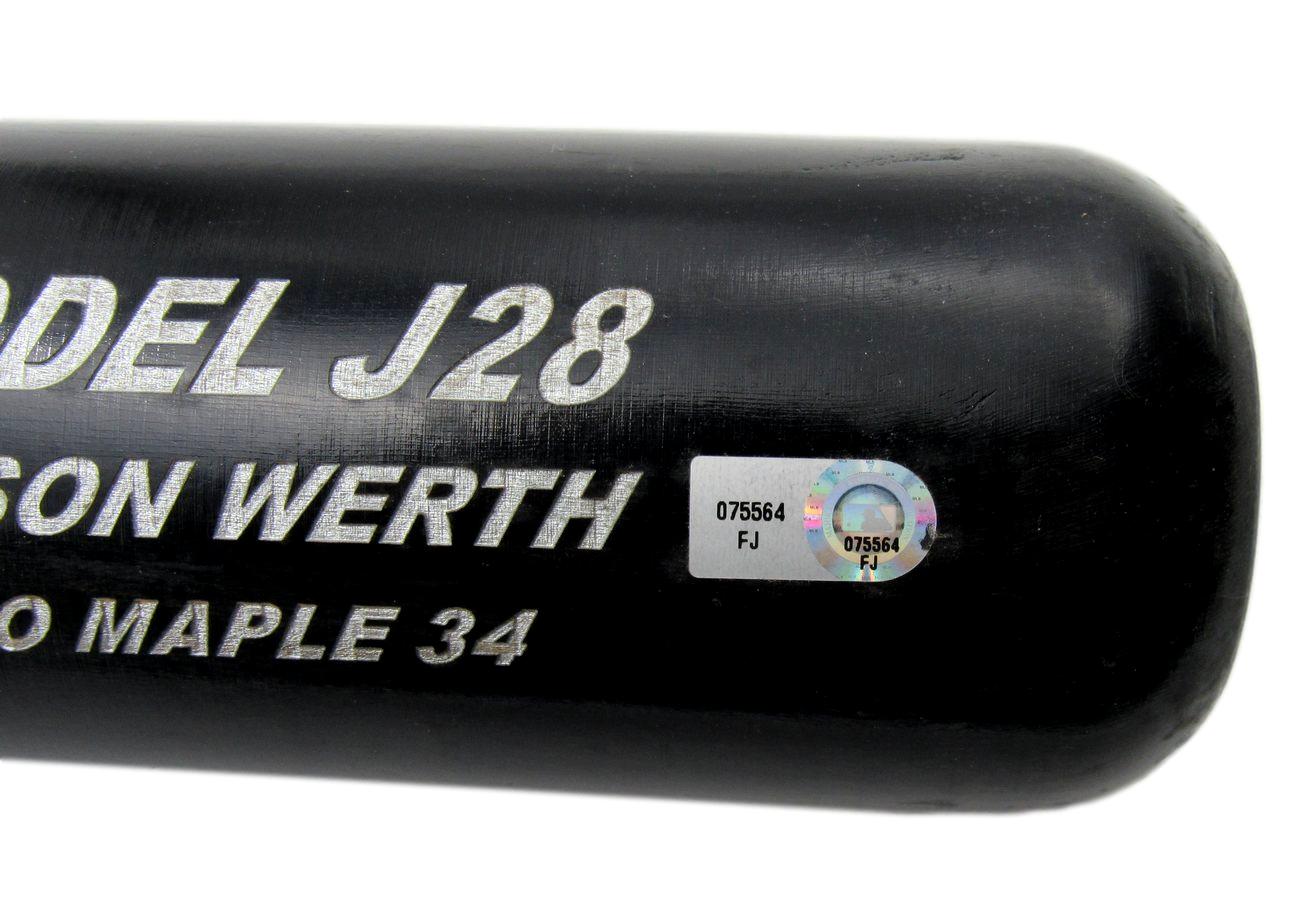 ODEL J28
SON WERTH
O MAPLE 34
075564
FJ
075564
FJ